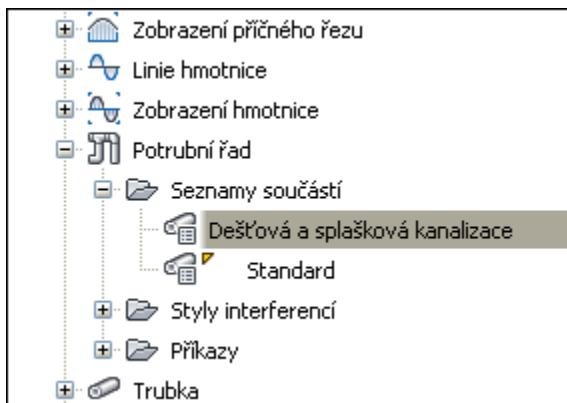 Zobrazení příčného řezu
Linie hmotnice
Zobrazení hmotnice
Potrubní řad
Seznamy součástí
Dešťová a splašková kanalizace
Standard
Styly interferencí
Příkazy
Trubka